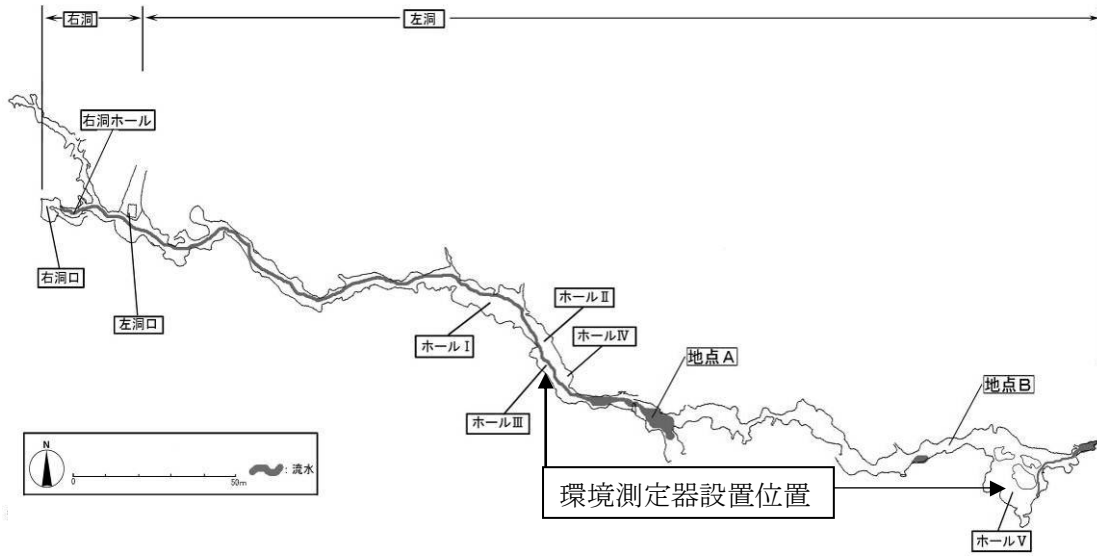 右洞
左洞
右洞ホール
右洞口
左洞口
ホールⅠ
ホールⅡ
ホールⅣ
ホールⅢ
地点A
地点B
環境測定器設置位置
ホールⅤ
N
0
50m
:流水